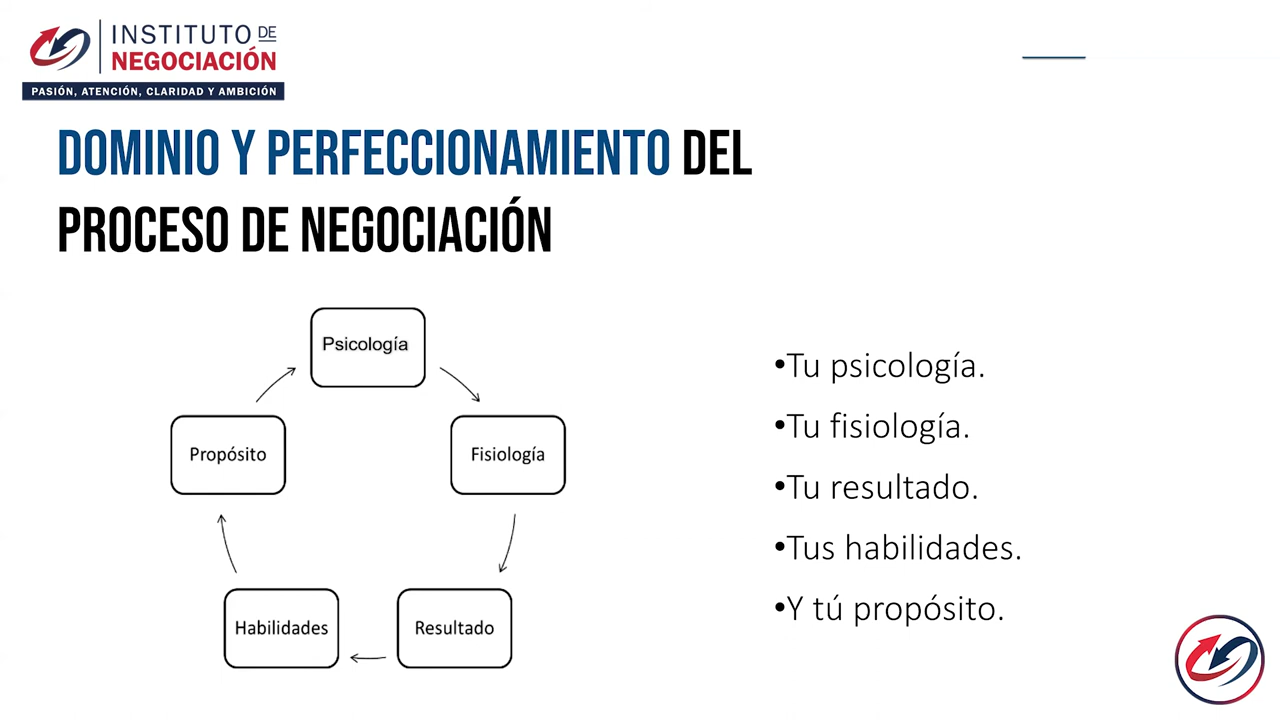 INSTITUTO DE
NEGOCIACIÓN
PASIÓN, ATENCIÓN, CLARIDAD Y AMBICIÓN
DOMINIO Y PERFECCIONAMIENTO DEL
PROCESO DE NEGOCIACIÓN
Psicología
Fisiología
Resultado
Habilidades
Propósito
•Tu psicología.
•Tu fisiología.
•Tu resultado.
•Tus habilidades.
•Y tú propósito.